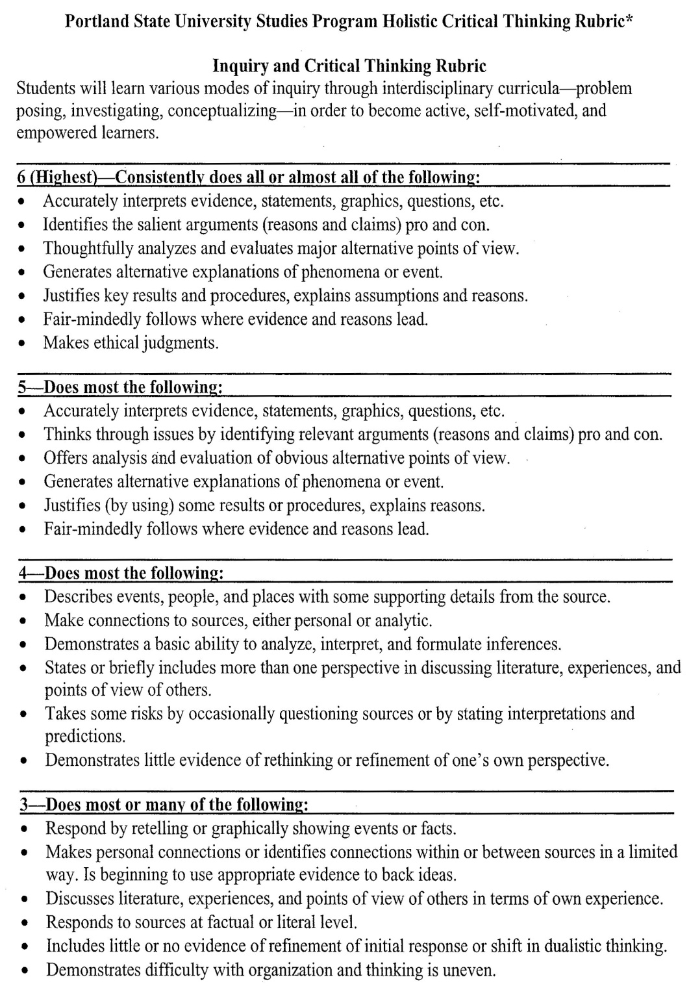 Portland State University Studies Program Holistic Critical Thinking Rubric*
Inquiry and Critical Thinking Rubric
Students will learn various modes of inquiry through interdisciplinary curricula—problem
posing, investigating, conceptualizing—in order to become active, self-motivated, and
empowered learners.
6 (Highest)—Consistently does all or almost all of the following:
• Accurately interprets evidence, statements, graphics, questions, etc.
• Identifies the salient arguments (reasons and claims) pro and con.
• Thoughtfully analyzes and evaluates major alternative points of view.
• Generates alternative explanations of phenomena or event.
• Justifies key results and procedures, explains assumptions and reasons.
• Fair-mindedly follows where evidence and reasons lead.
• Makes ethical judgments.
5—Does most the following:
• Accurately interprets evidence, statements, graphics, questions, etc.
• Thinks through issues by identifying relevant arguments (reasons and claims) pro and con.
• Offers analysis and evaluation of obvious alternative points of view.
• Generates alternative explanations of phenomena or event.
• Justifies (by using) some results or procedures, explains reasons.
• Fair-mindedly follows where evidence and reasons lead.
4—Does most the following:
• Describes events, people, and places with some supporting details from the source.
• Make connections to sources, either personal or analytic.
• Demonstrates a basic ability to analyze, interpret, and formulate inferences.
• States or briefly includes more than one perspective in discussing literature, experiences, and
points of view of others.
• Takes some risks by occasionally questioning sources or by stating interpretations and
predictions.
• Demonstrates little evidence of rethinking or refinement of one's own perspective.
3—Does most or many of the following:
• Respond by retelling or graphically showing events or facts.
• Makes personal connections or identifies connections within or between sources in a limited
way. Is beginning to use appropriate evidence to back ideas.
• Discusses literature, experiences, and points of view of others in terms of own experience.
• Responds to sources at factual or literal level.
• Includes little or no evidence of refinement of initial response or shift in dualistic thinking.
• Demonstrates difficulty with organization and thinking is uneven.